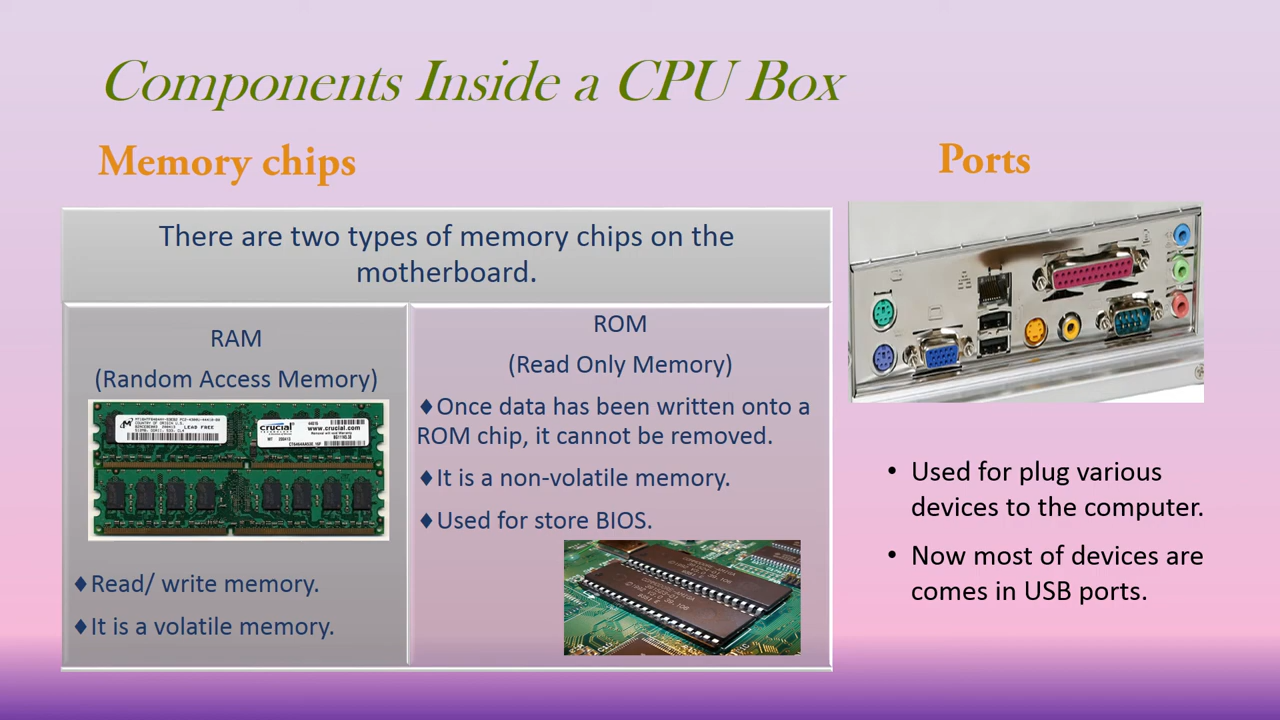 Components Inside a CPU Box
Memory chips
There are two types of memory chips on the
motherboard.
RAM
(Random Access Memory)
LEAD FREE
crucial
www.crucial.com
♦Read/ write memory.
♦It is a volatile memory.
ROM
(Read Only Memory)
♦Once data has been written onto a
ROM chip, it cannot be removed.
♦It is a non-volatile memory.
♦Used for store BIOS.
Ports
• Used for plug various
devices to the computer.
• Now most of devices are
comes in USB ports.